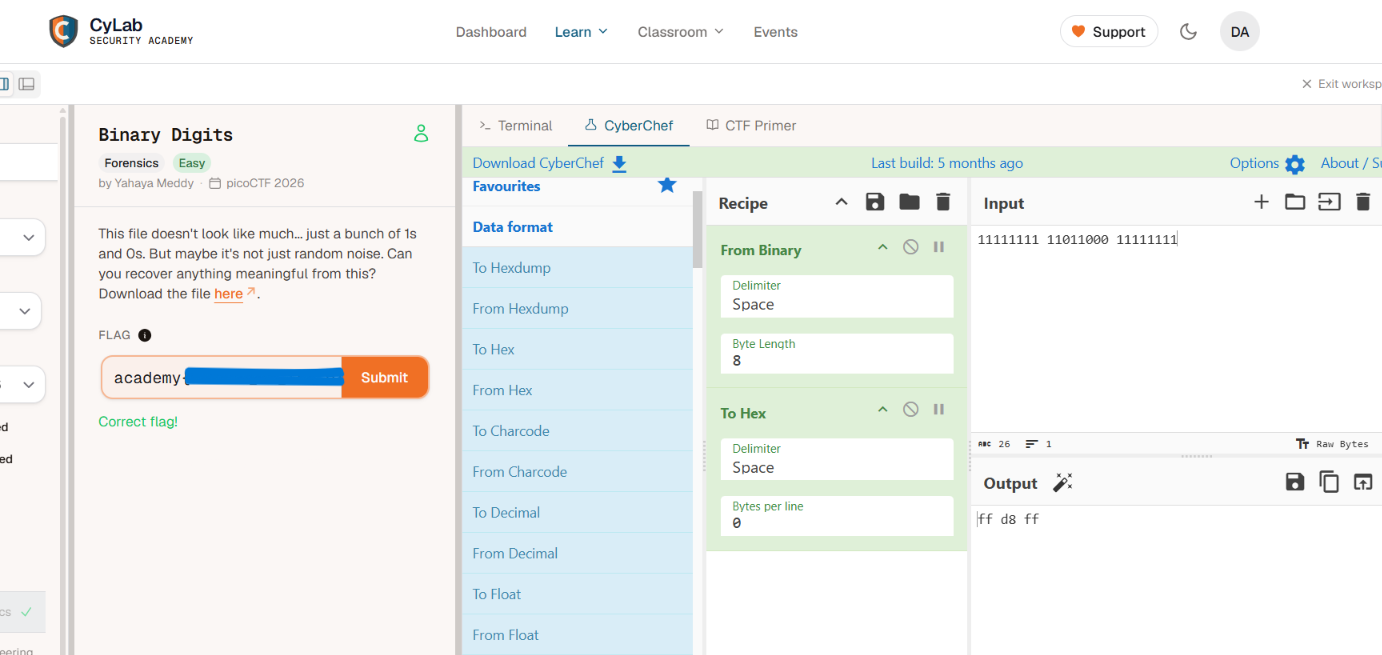 CyLab
SECURITY ACADEMY
Dashboard
Learn
Classroom
Events
Support
DA
Exit worksp
Binary Digits
Forensics
Easy
by Yahaya Meddy · picoCTF 2026
This file doesn't look like much... just a bunch of 1s
and 0s. But maybe it's not just random noise. Can
you recover anything meaningful from this?
Download the file here.
FLAG
academy{
Submit
Correct flag!
Terminal
CyberChef
CTF Primer
Download CyberChef
Last build: 5 months ago
Options
About / Su
Favourites
Data format
To Hexdump
From Hexdump
To Hex
From Hex
To Charcode
From Charcode
To Decimal
From Decimal
To Float
From Float
Recipe
From Binary
Delimiter
Space
Byte Length
8
To Hex
Delimiter
Space
Bytes per line
0
Input
11111111 11011000 11111111
ABC 26
1
Raw Bytes
Output
ff d8 ff